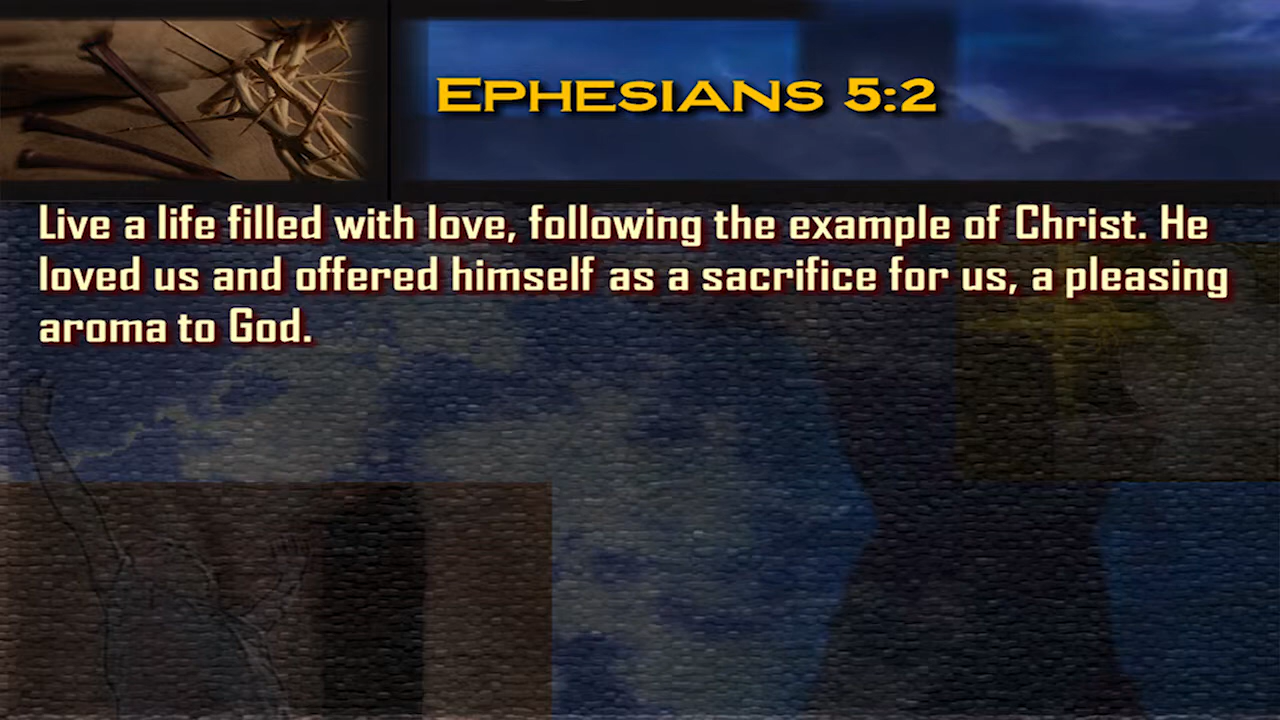 Ephesians 5:2
Live a life filled with love, following the example of Christ. He
loved us and offered himself as a sacrifice for us, a pleasing
aroma to God.